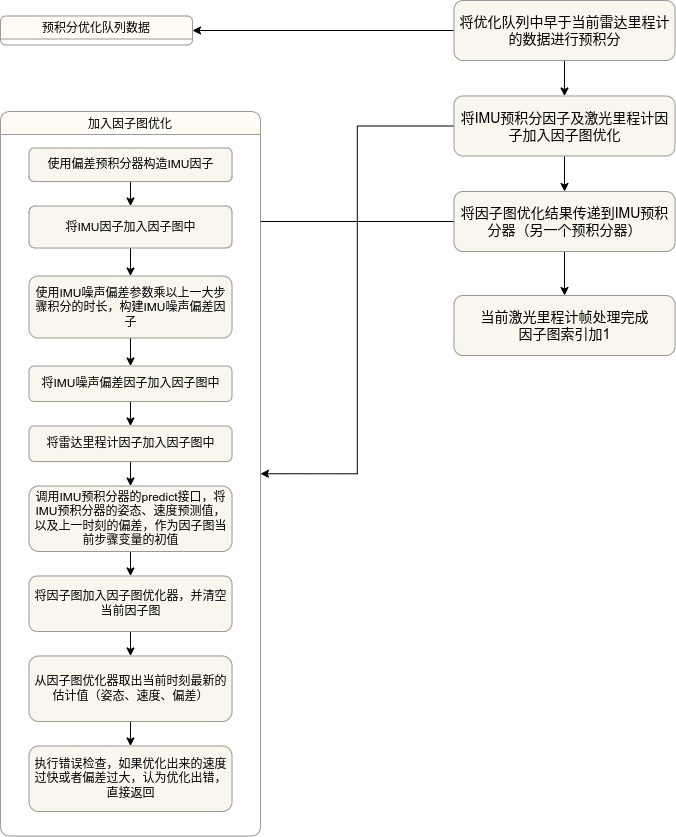 预积分优化队列数据
将优化队列中早于当前雷达里程计
的数据进行预积分
将IMU预积分因子及激光里程计因
子加入因子图优化
将因子图优化结果传递到IMU预积
分器（另一个预积分器）
当前激光里程计帧处理完成
因子图索引加1
加入因子图优化
使用偏差预积分器构造IMU因子
将IMU因子加入因子图中
使用IMU噪声偏差参数乘以上一大步
骤积分的时长，构建IMU噪声偏差因
子
将IMU噪声偏差因子加入因子图中
将雷达里程计因子加入因子图中
调用IMU预积分器的predict接口，将
IMU预积分器的姿态、速度预测值，
以及上一时刻的偏差，作为因子图当
前步骤变量的初值
将因子图加入因子图优化器，并清空
当前因子图
从因子图优化器取出当前时刻最新的
估计值（姿态、速度、偏差）
执行错误检查，如果优化出来的速度
过快或者偏差过大，认为优化出错，
直接返回